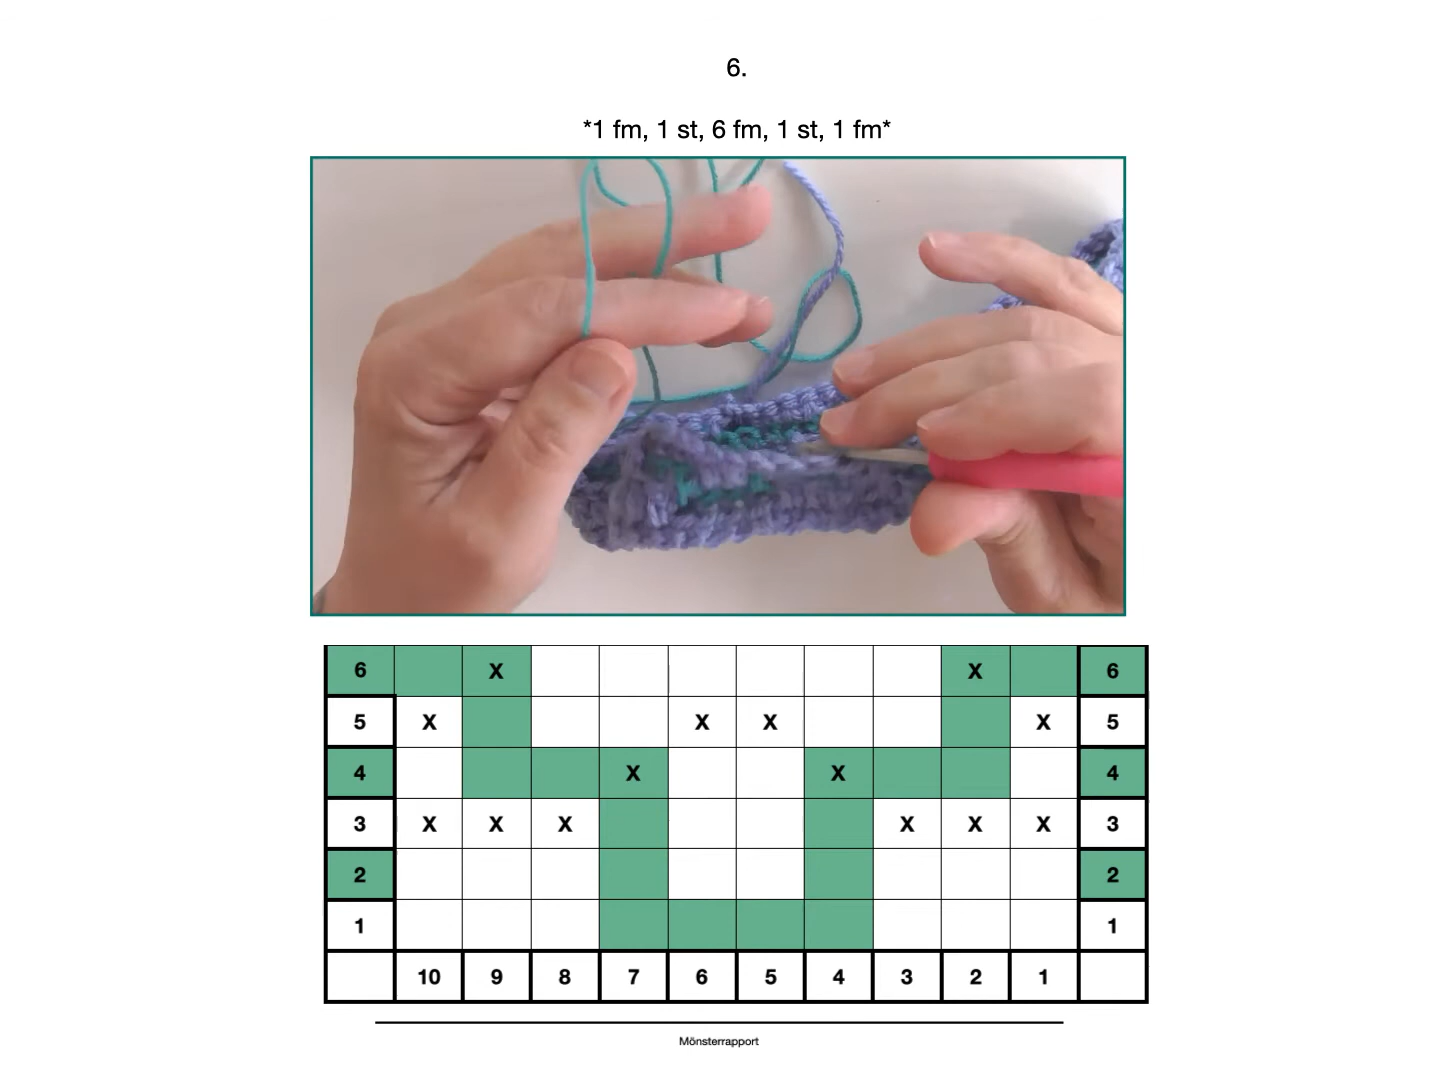 6.
*1 fm, 1 st, 6 fm, 1 st, 1 fm*
6 X X 6
5 X X X X 5
4 X X 4
3 X X X X X X 3
2 2
1 1
10 9 8 7 6 5 4 3 2 1
Mönsterrapport